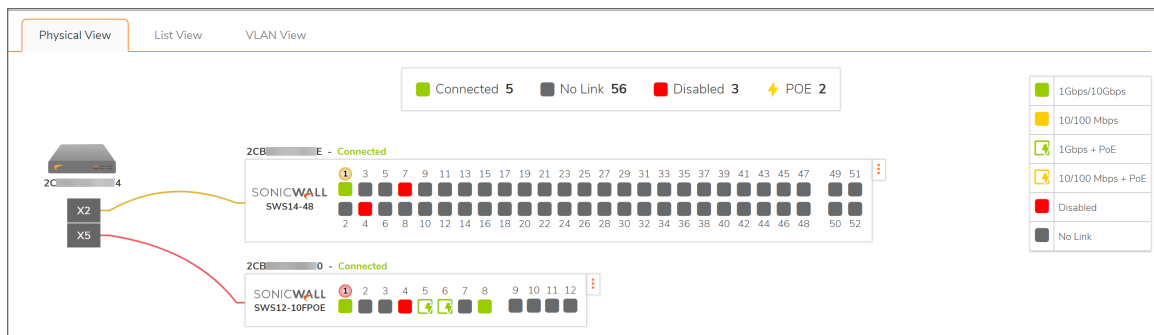 Physical View List View VLAN View
Connected 5 No Link 56 Disabled 3 POE 2
1Gbps/10Gbps
10/100 Mbps
1Gbps + PoE
10/100 Mbps + PoE
Disabled
No Link
2C 4
X2
X5
2CB E - Connected
1 3 5 7 9 11 13 15 17 19 21 23 25 27 29 31 33 35 37 39 41 43 45 47 49 51
SONICWALL
SWS14-48
2 4 6 8 10 12 14 16 18 20 22 24 26 28 30 32 34 36 38 40 42 44 46 48 50 52
2CB 0 - Connected
1 2 3 4 5 6 7 8 9 10 11 12
SONICWALL
SWS12-10FPOE